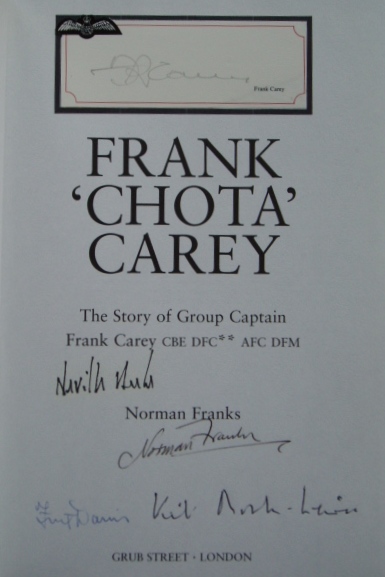 Frank Carey
FRANK
‘CHOTA’
CAREY
The Story of Group Captain
Frank Carey CBE DFC** AFC DFM
Norman Franks
Norman Franks
GRUB STREET • LONDON